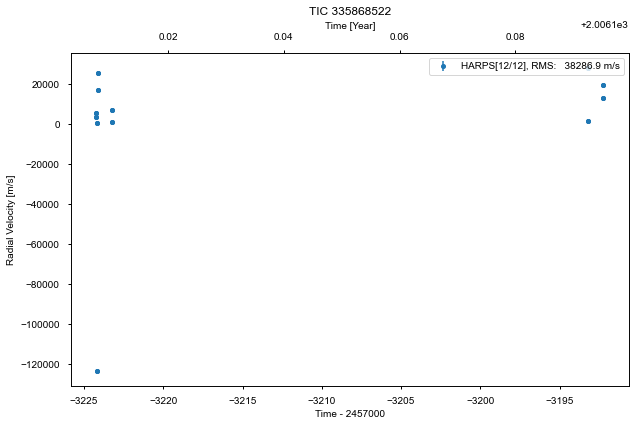 TIC 335868522
Time [Year]
+2.0061e3
0.02 0.04 0.06 0.08
HARPS[12/12], RMS: 38286.9 m/s
20000
0
−20000
−40000
−60000
−80000
−100000
−120000
Radial Velocity [m/s]
−3225 −3220 −3215 −3210 −3205 −3200 −3195
Time - 2457000